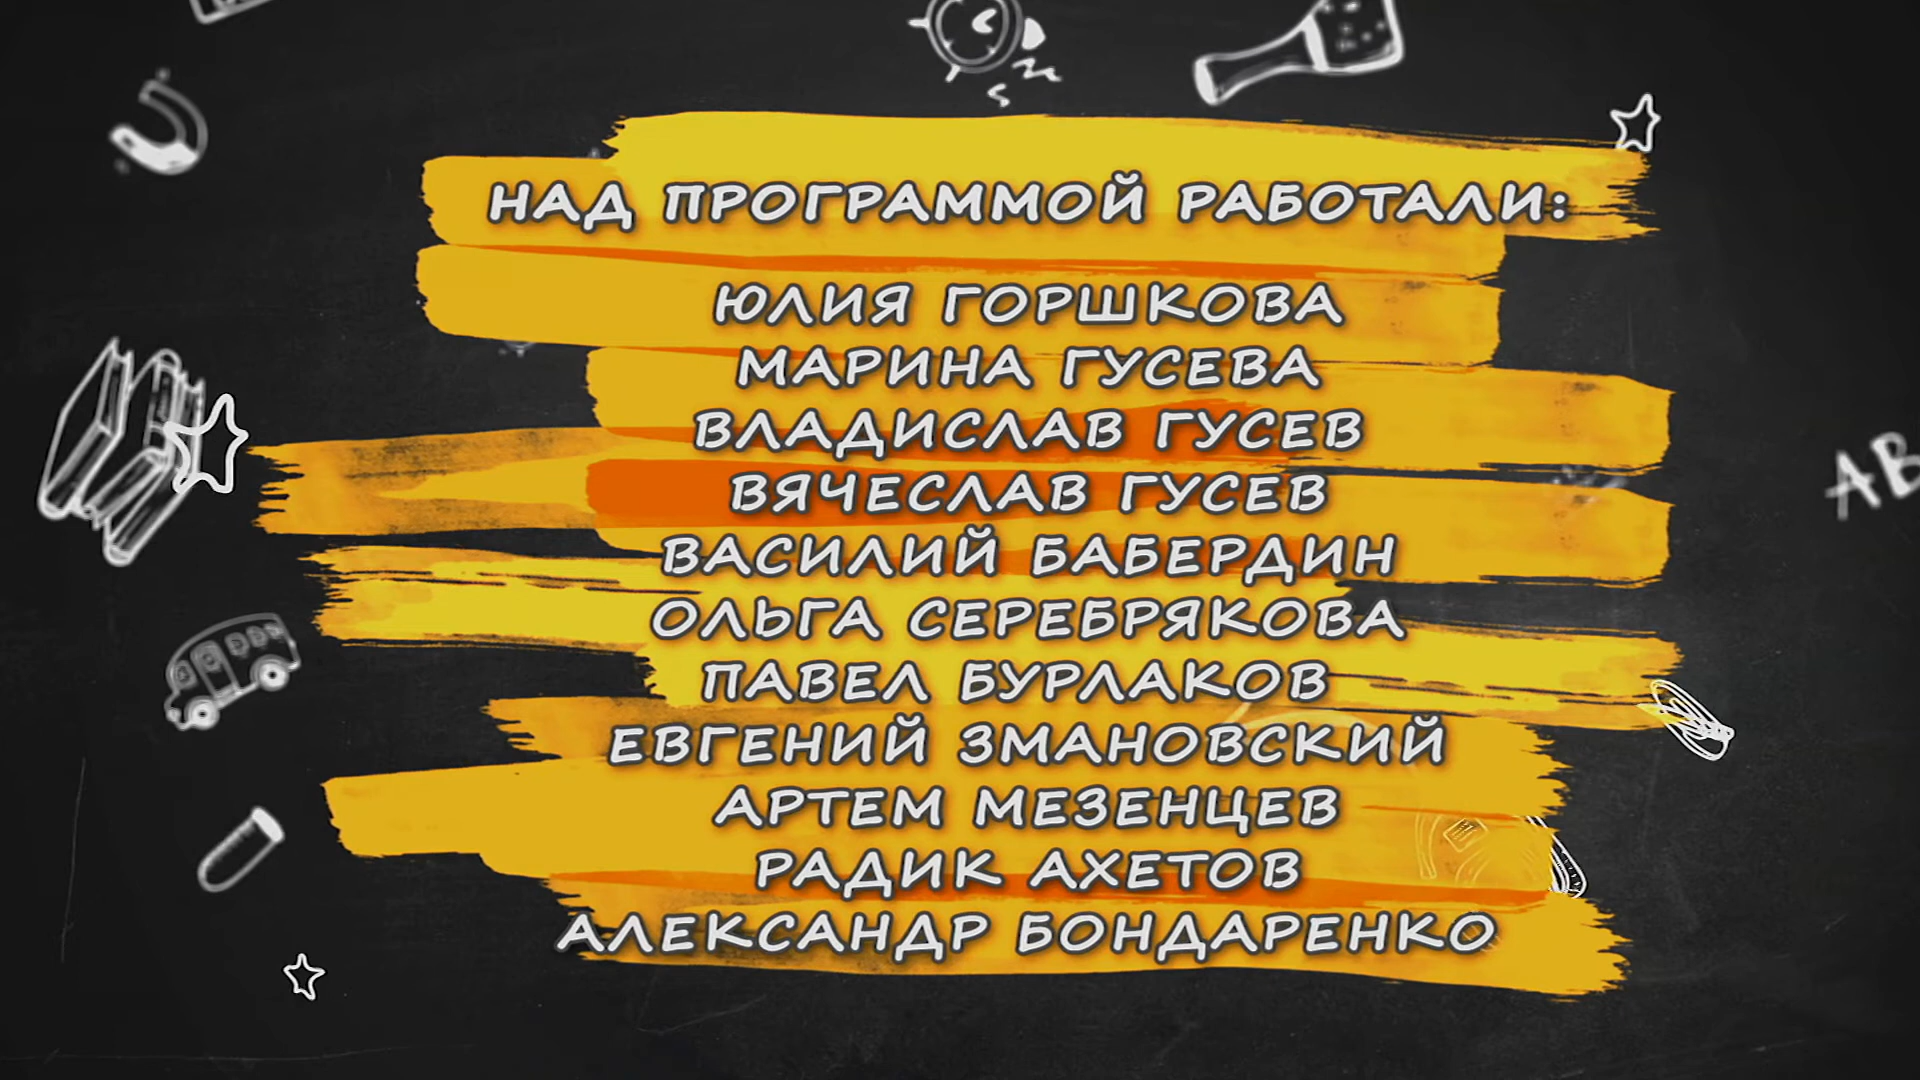 НАД ПРОГРАММОЙ РАБОТАЛИ:
ЮЛИЯ ГОРШКОВА
МАРИНА ГУСЕВА
ВЛАДИСЛАВ ГУСЕВ
ВЯЧЕСЛАВ ГУСЕВ
ВАСИЛИЙ БАБЕРДИН
ОЛЬГА СЕРЕБРЯКОВА
ПАВЕЛ БУРЛАКОВ
ЕВГЕНИЙ ЗМАНОВСКИЙ
АРТЕМ МЕЗЕНЦЕВ
РАДИК АХЕТОВ
АЛЕКСАНДР БОНДАРЕНКО
AB